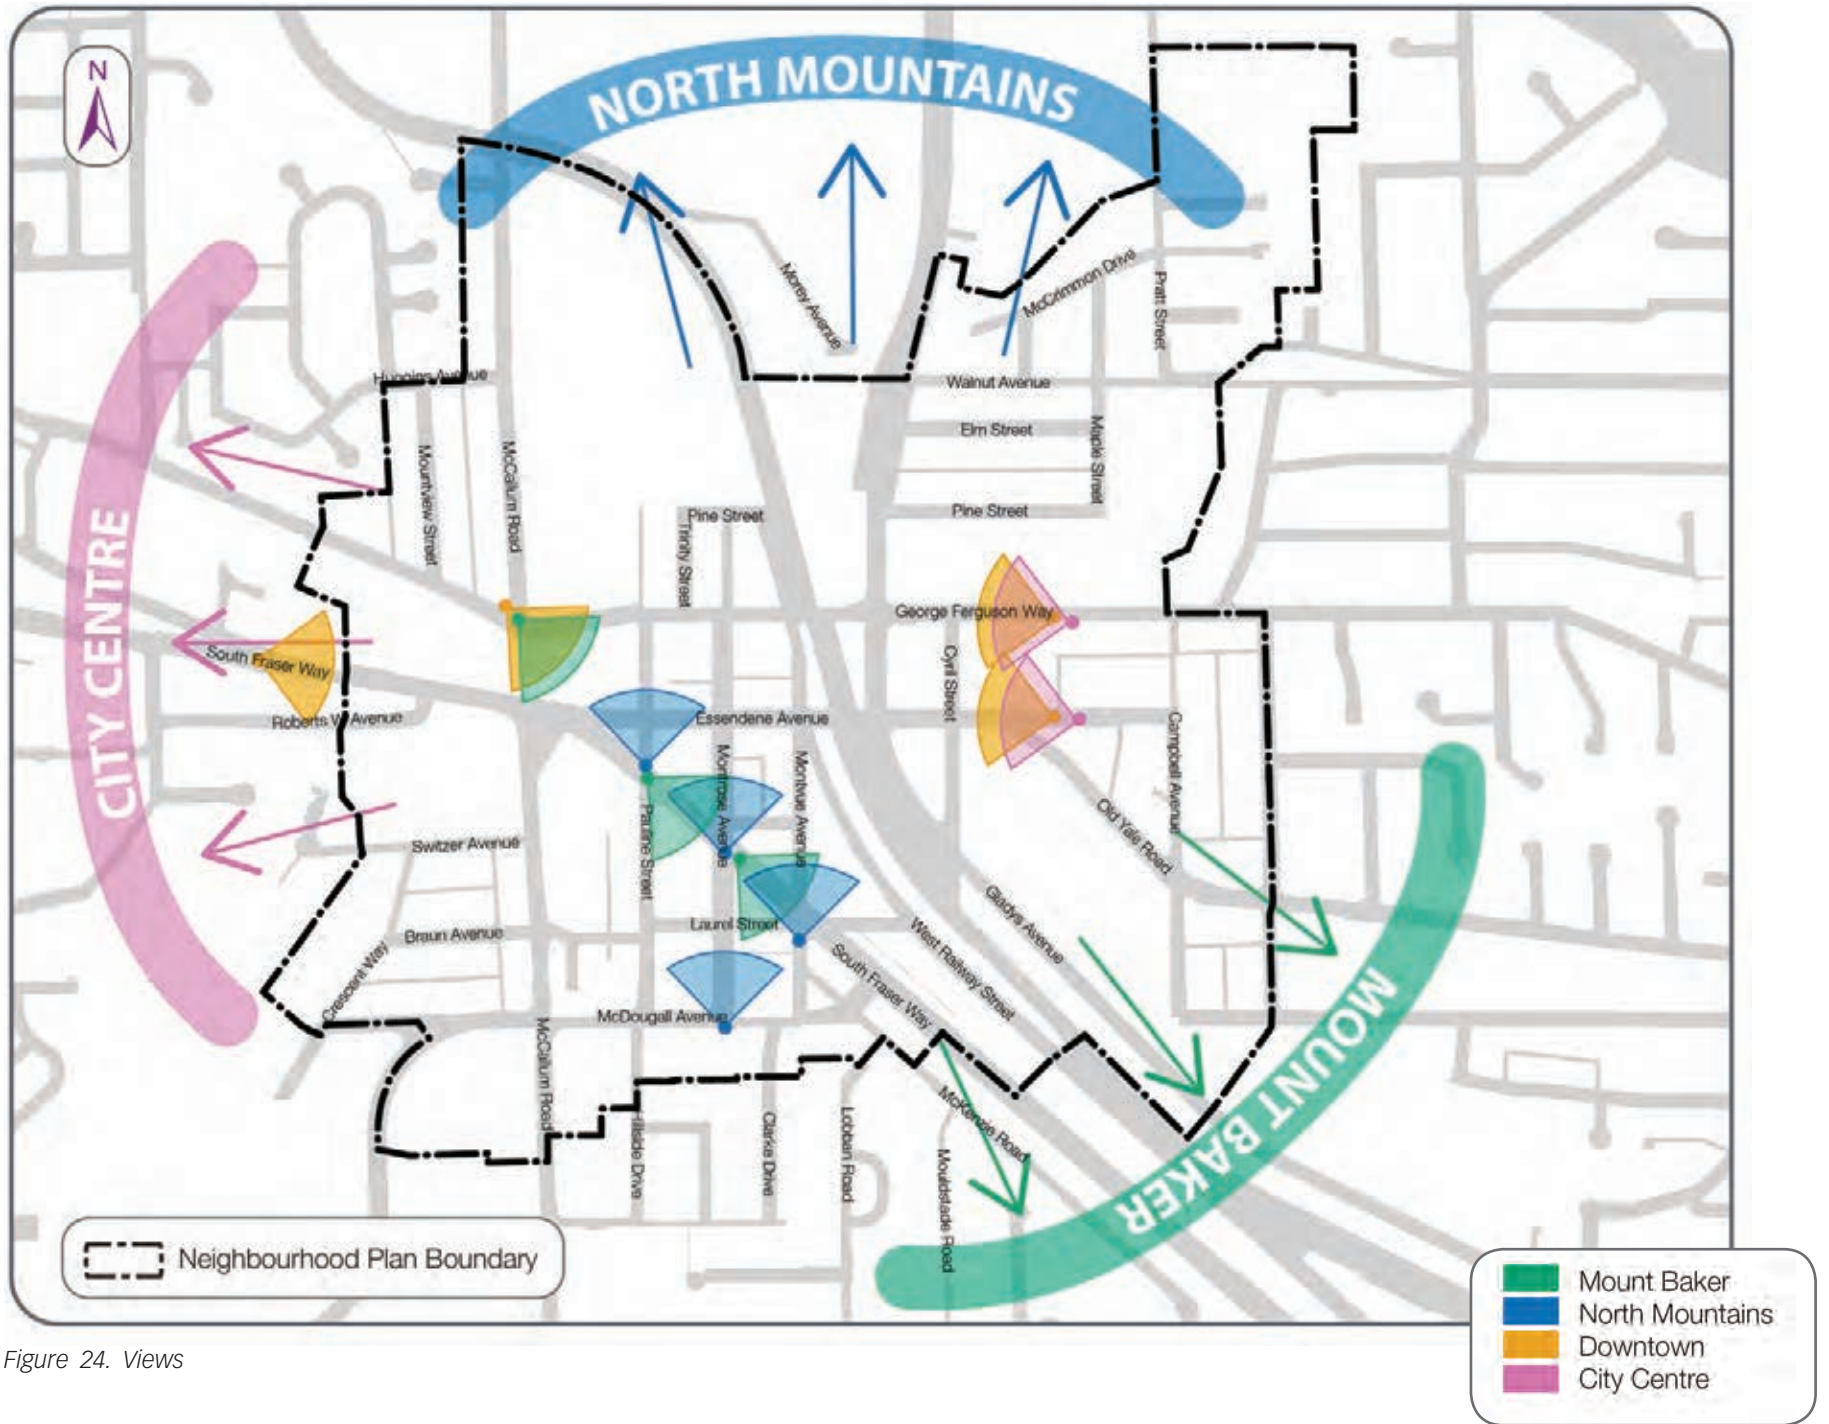 N
NORTH MOUNTAINS
CITY CENTRE
MOUNT BAKER
Morey Avenue
McCrimmon Drive
Pratt Street
Huggins Avenue
Walnut Avenue
Elm Street
Maple Street
Mountview Street
McCallum Road
Pine Street
Trinity Street
Pine Street
George Ferguson Way
Cyril Street
South Fraser Way
Roberts W Avenue
Essendene Avenue
Montrose Avenue
Montvue Avenue
Campbell Avenue
Pauline Street
Old Yale Road
Switzer Avenue
Laurel Street
Braun Avenue
Crescent Way
Gladys Avenue
West Railway Street
South Fraser Way
McDougall Avenue
McCallum Road
Hillside Drive
Clarke Drive
Lobban Road
McKenzie Road
Mouldstade Road
Neighbourhood Plan Boundary
Mount Baker
North Mountains
Downtown
City Centre
Figure 24. Views